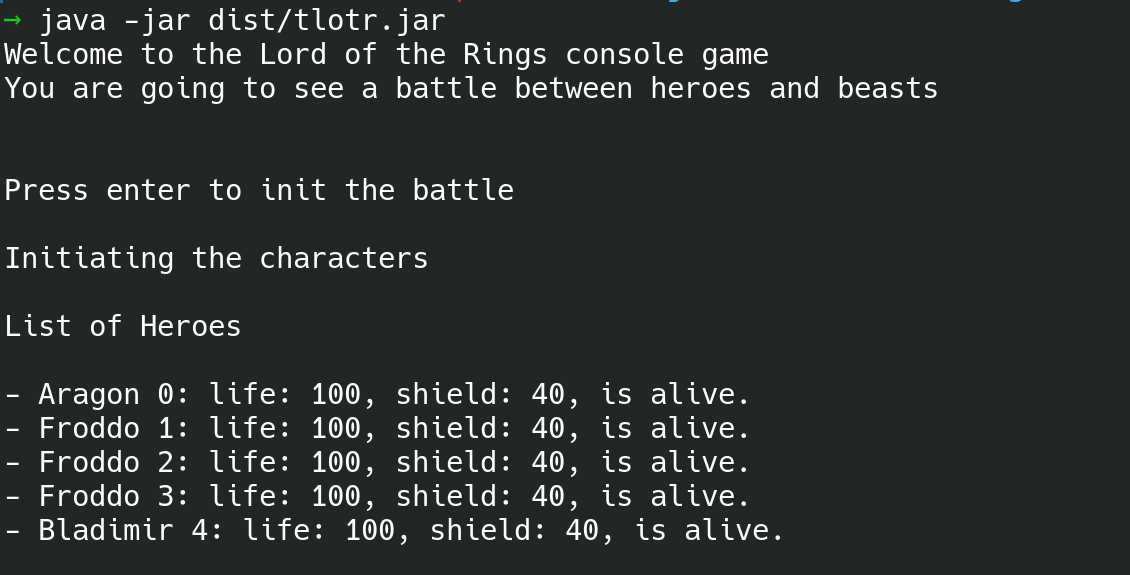 → java -jar dist/tlotr.jar
Welcome to the Lord of the Rings console game
You are going to see a battle between heroes and beasts
Press enter to init the battle
Initiating the characters
List of Heroes
- Aragon 0: life: 100, shield: 40, is alive.
- Froddo 1: life: 100, shield: 40, is alive.
- Froddo 2: life: 100, shield: 40, is alive.
- Froddo 3: life: 100, shield: 40, is alive.
- Bladimir 4: life: 100, shield: 40, is alive.